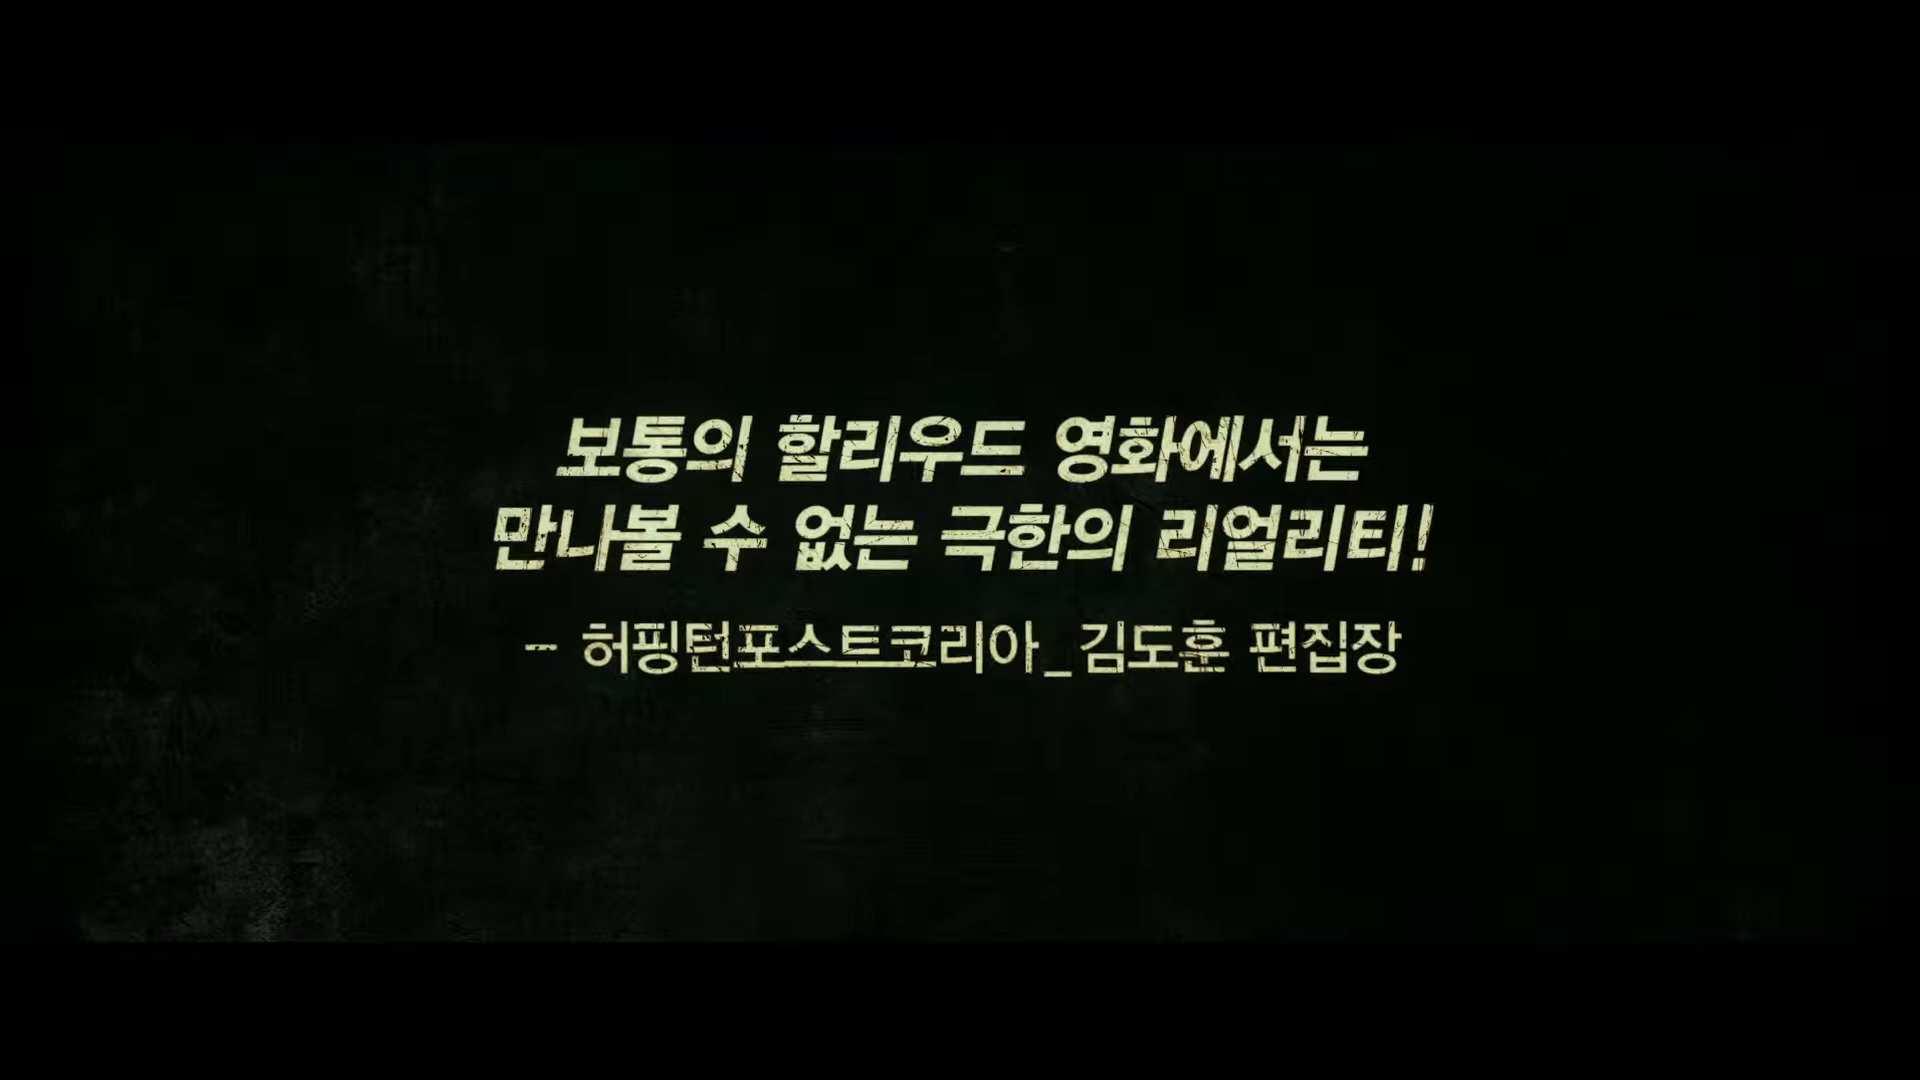 보통의 할리우드 영화에서는
만나볼 수 없는 극한의 리얼리티!
- 허핑턴포스트코리아_김도훈 편집장